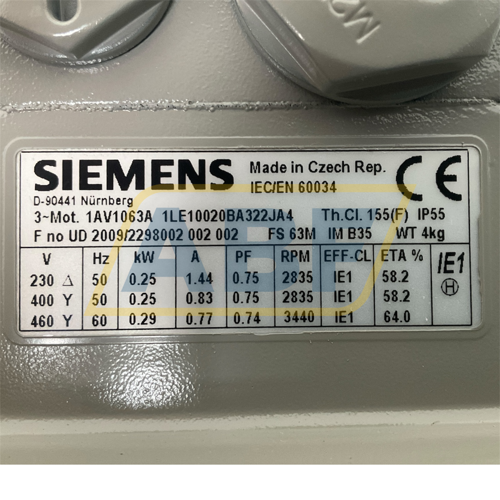 M2
SIEMENS
Made in Czech Rep.
CE
D-90441 Nürnberg
IEC/EN 60034
3~Mot. 1AV1063A 1LE10020BA322JA4 Th.Cl. 155(F) IP55
F no UD 2009/2298002 002 002 FS 63M IM B35 WT 4kg
V Hz kW A PF RPM EFF-CL ETA % IE1
230 Δ 50 0.25 1.44 0.75 2835 IE1 58.2 H
400 Y 50 0.25 0.83 0.75 2835 IE1 58.2
460 Y 60 0.29 0.77 0.74 3440 IE1 64.0
ABF